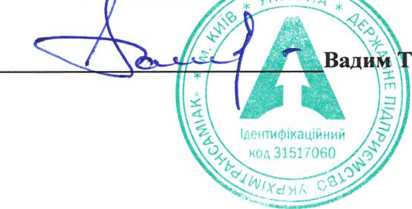 Вадим Т
* м. КИЇВ * УКРАЇНА * ДЕРЖАВНЕ ПІДПРИЄМСТВО УКРХІМТРАНСАМІАК
Ідентифікаційний
код 31517060